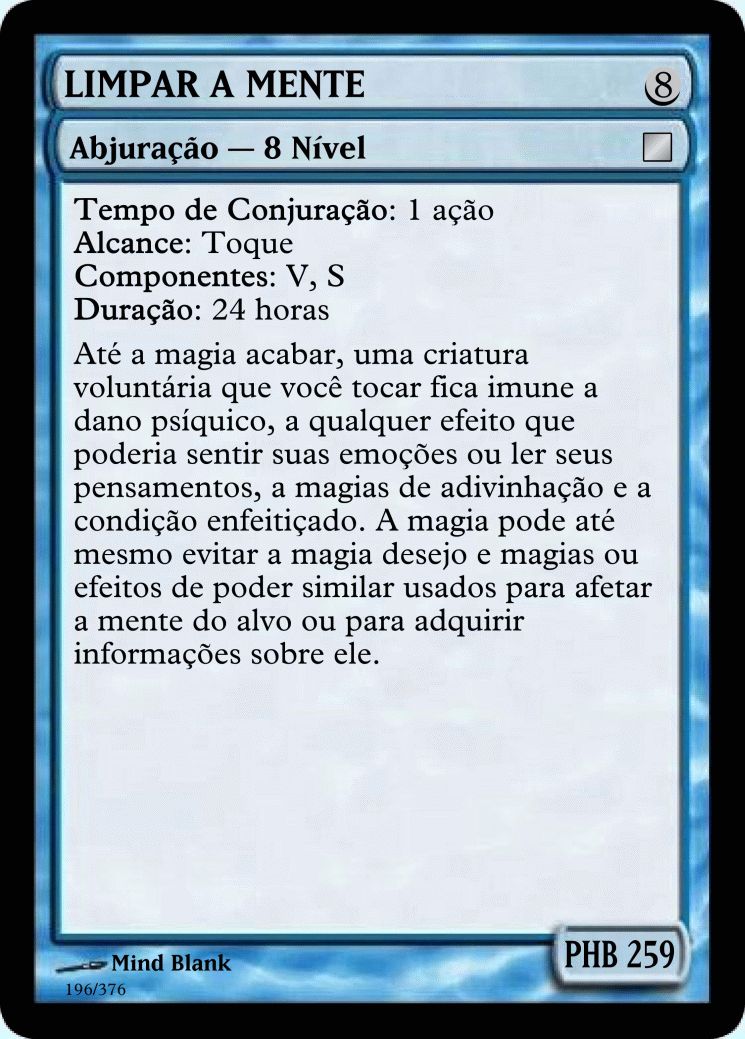 LIMPAR A MENTE
8
Abjuração — 8 Nível
Tempo de Conjuração: 1 ação
Alcance: Toque
Componentes: V, S
Duração: 24 horas
Até a magia acabar, uma criatura
voluntária que você tocar fica imune a
dano psíquico, a qualquer efeito que
poderia sentir suas emoções ou ler seus
pensamentos, a magias de adivinhação e a
condição enfeitiçado. A magia pode até
mesmo evitar a magia desejo e magias ou
efeitos de poder similar usados para afetar
a mente do alvo ou para adquirir
informações sobre ele.
PHB 259
Mind Blank
196/376